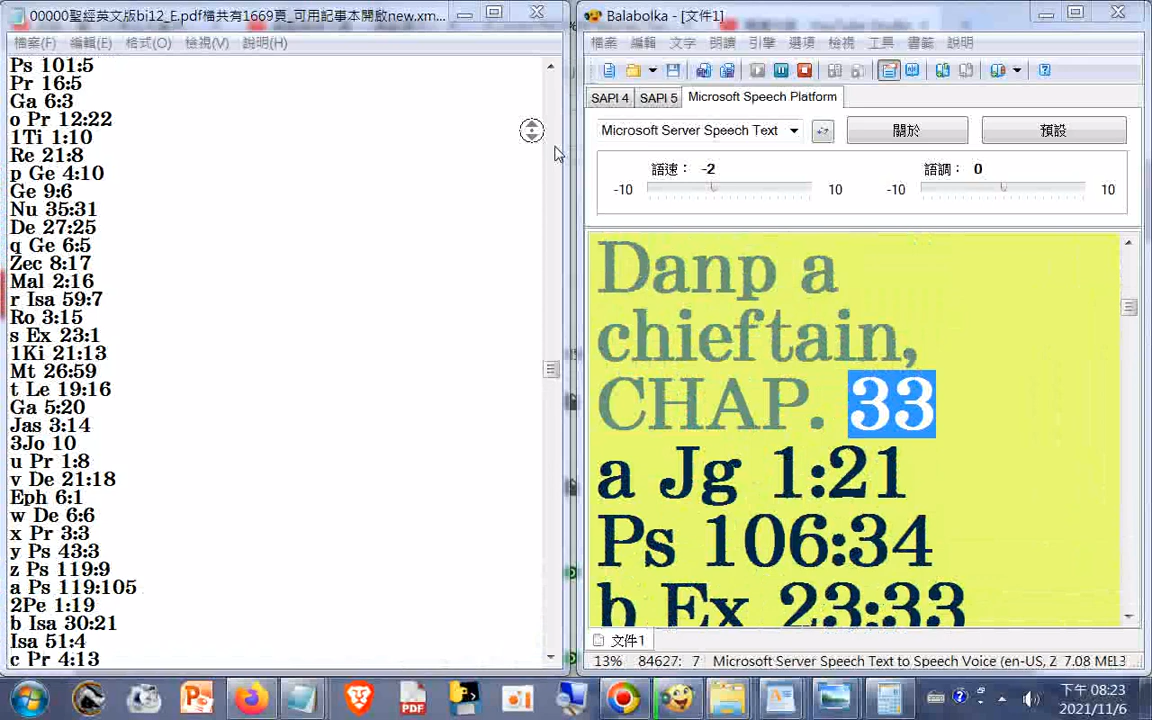 00000聖經英文版bi12_E.pdf檔共有1669頁_可用記事本開啟new.xm...
檔案(F) 編輯(E) 格式(O) 檢視(V) 說明(H)
Ps 101:5
Pr 16:5
Ga 6:3
o Pr 12:22
1Ti 1:10
Re 21:8
p Ge 4:10
Ge 9:6
Nu 35:31
De 27:25
q Ge 6:5
Zec 8:17
Mal 2:16
r Isa 59:7
Ro 3:15
s Ex 23:1
1Ki 21:13
Mt 26:59
t Le 19:16
Ga 5:20
Jas 3:14
3Jo 10
u Pr 1:8
v De 21:18
Eph 6:1
w De 6:6
x Pr 3:3
y Ps 43:3
z Ps 119:9
a Ps 119:105
2Pe 1:19
b Isa 30:21
Isa 51:4
c Pr 4:13
Balabolka - [文件1]
檔案 編輯 文字 朗讀 引擎 選項 檢視 工具 書籤 說明
SAPI 4 SAPI 5 Microsoft Speech Platform
Microsoft Server Speech Text 關於 預設
語速： -2 語調： 0
-10 10 -10 10
Danp a
chieftain,
CHAP. 33
a Jg 1:21
Ps 106:34
b Ex 23:33
文件1
13% 84627: 7 Microsoft Server Speech Text to Speech Voice (en-US, Z 7.08 ME
PDF
下午 08:23
2021/11/6